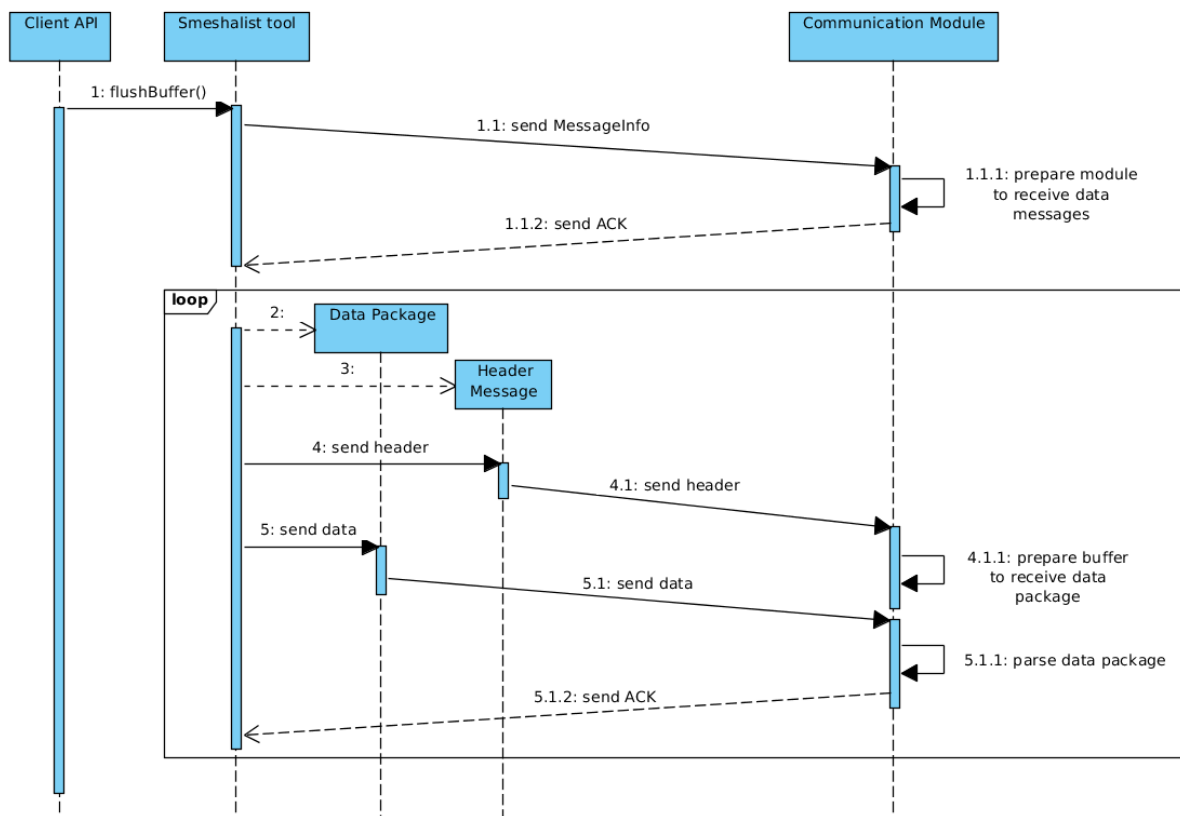 Client API
Smeshalist tool
Communication Module
1: flushBuffer()
1.1: send MessageInfo
1.1.1: prepare module
to receive data
messages
1.1.2: send ACK
loop
2:
Data Package
3:
Header
Message
4: send header
4.1: send header
5: send data
4.1.1: prepare buffer
to receive data
package
5.1: send data
5.1.1: parse data package
5.1.2: send ACK